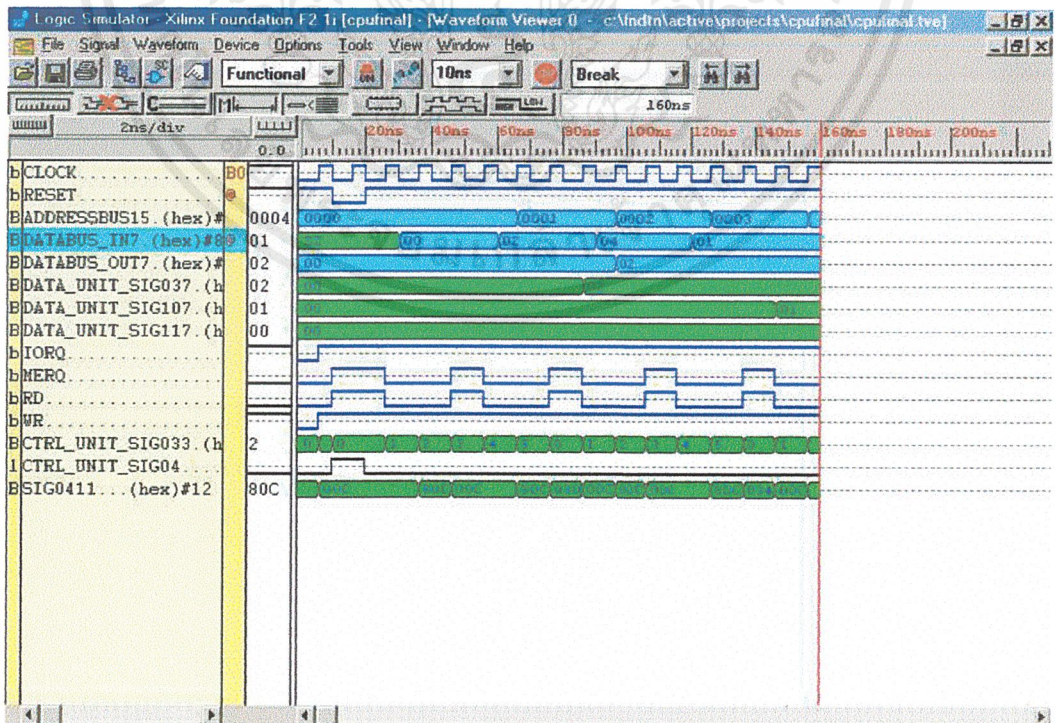 Logic Simulator - Xilinx Foundation F2.1i [cpufinal] - [Waveform Viewer 0 - c:\fndtn\active\projects\cpufinal\cpufinal.tve]
File Signal Waveform Device Options Tools View Window Help
Functional 10ns Break
160ns
2ns/div 20ns 40ns 60ns 80ns 100ns 120ns 140ns 160ns 180ns 200ns
0.0
b CLOCK B0
b RESET
B ADDRESSBUS15.(hex)# 0004 0000 0001 0002 0003
B DATABUS_IN7.(hex)#8 01 00 02 04 01
B DATABUS_OUT7.(hex)# 02 00 02
B DATA_UNIT_SIG037.(h 02 00
B DATA_UNIT_SIG107.(h 01 00
B DATA_UNIT_SIG117.(h 00 00
b IORQ
b MERQ
b RD
b WR
B CTRL_UNIT_SIG033.(h 2
l CTRL_UNIT_SIG04
B SIG0411...(hex)#12 80C